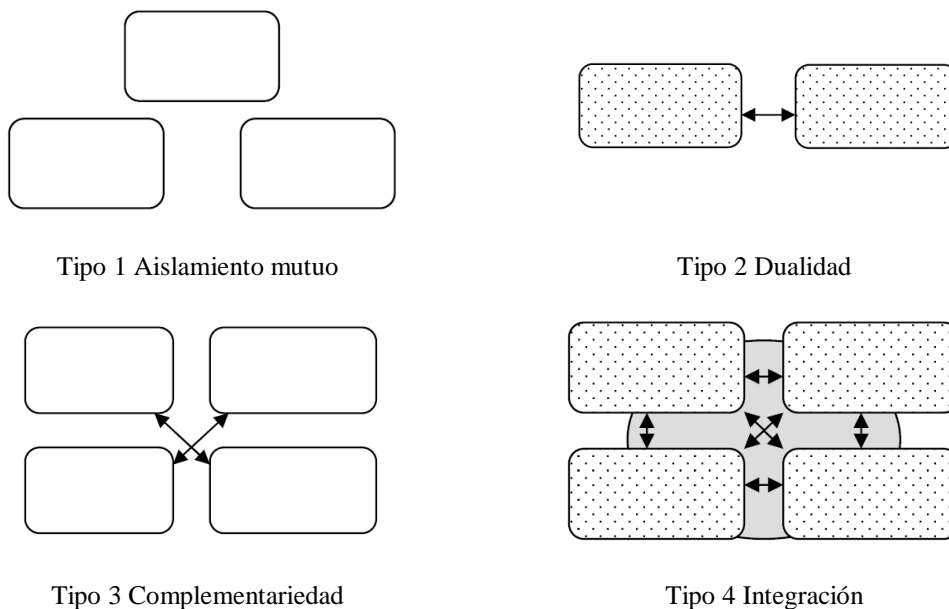 Tipo 1 Aislamiento mutuo
Tipo 2 Dualidad
Tipo 3 Complementariedad
Tipo 4 Integración